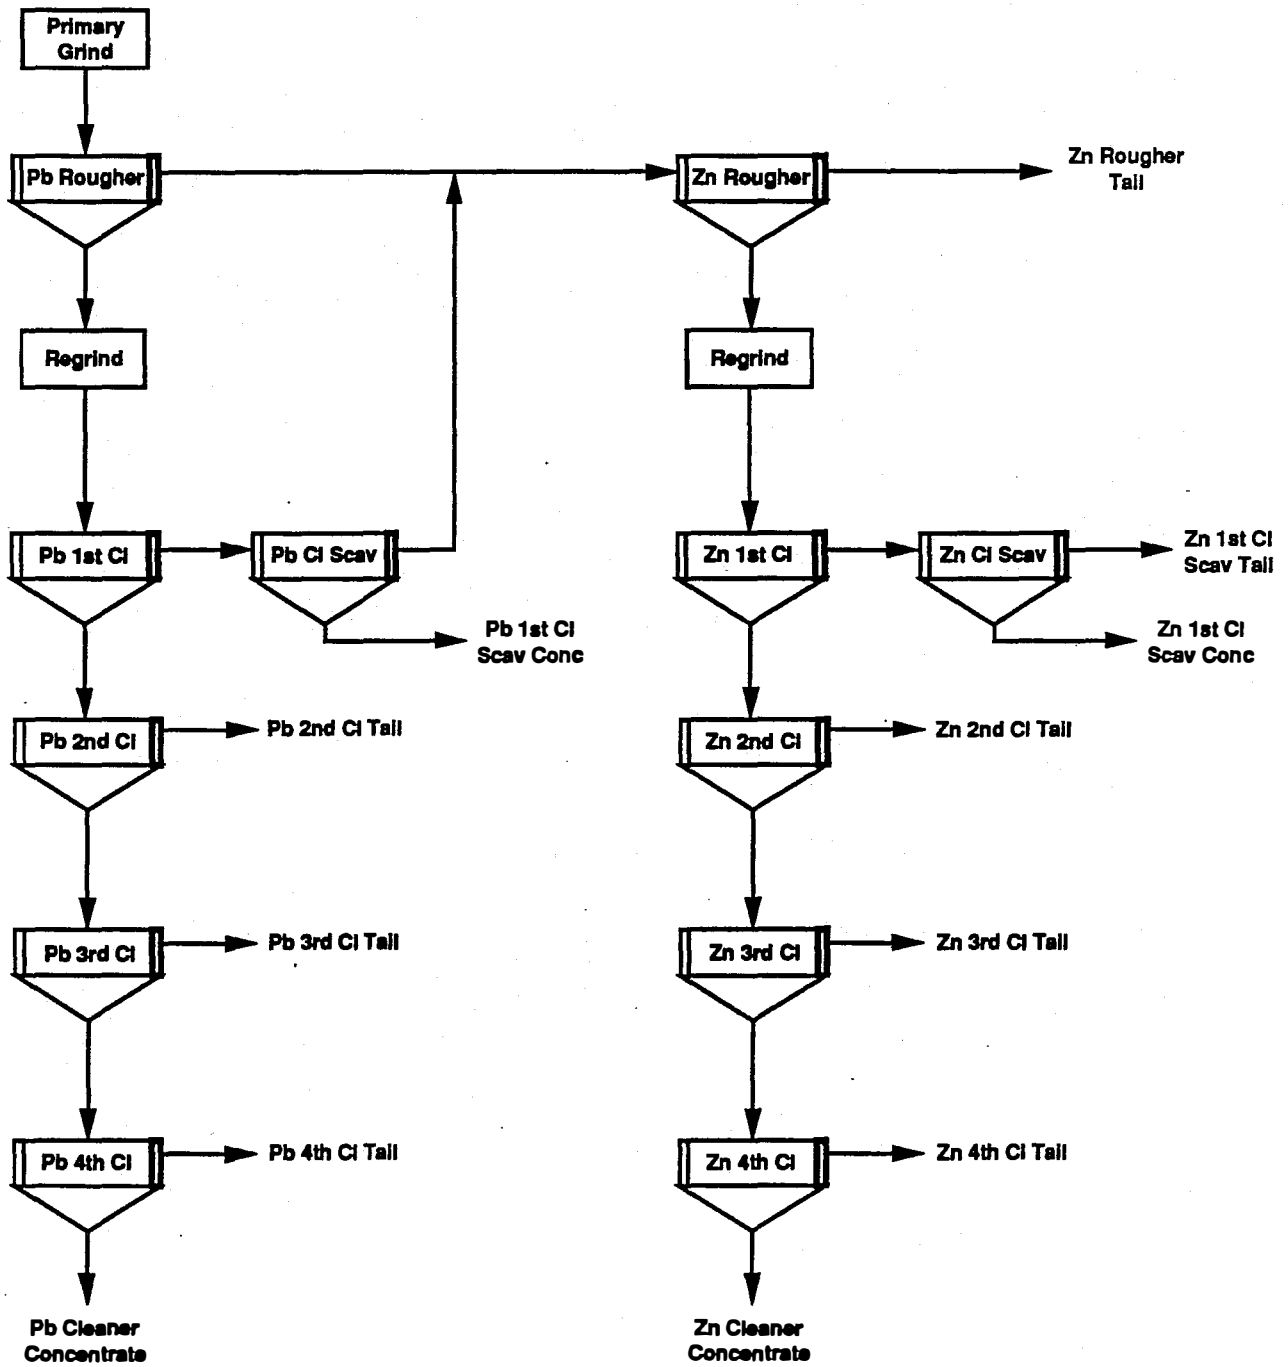 Primary
Grind
Pb Rougher
Zn Rougher
Zn Rougher
Tail
Regrind
Regrind
Pb 1st Cl
Pb Cl Scav
Zn 1st Cl
Zn Cl Scav
Zn 1st Cl
Scav Tail
Pb 1st Cl
Scav Conc
Zn 1st Cl
Scav Conc
Pb 2nd Cl
Pb 2nd Cl Tail
Zn 2nd Cl
Zn 2nd Cl Tail
Pb 3rd Cl
Pb 3rd Cl Tail
Zn 3rd Cl
Zn 3rd Cl Tail
Pb 4th Cl
Pb 4th Cl Tail
Zn 4th Cl
Zn 4th Cl Tail
Pb Cleaner
Concentrate
Zn Cleaner
Concentrate